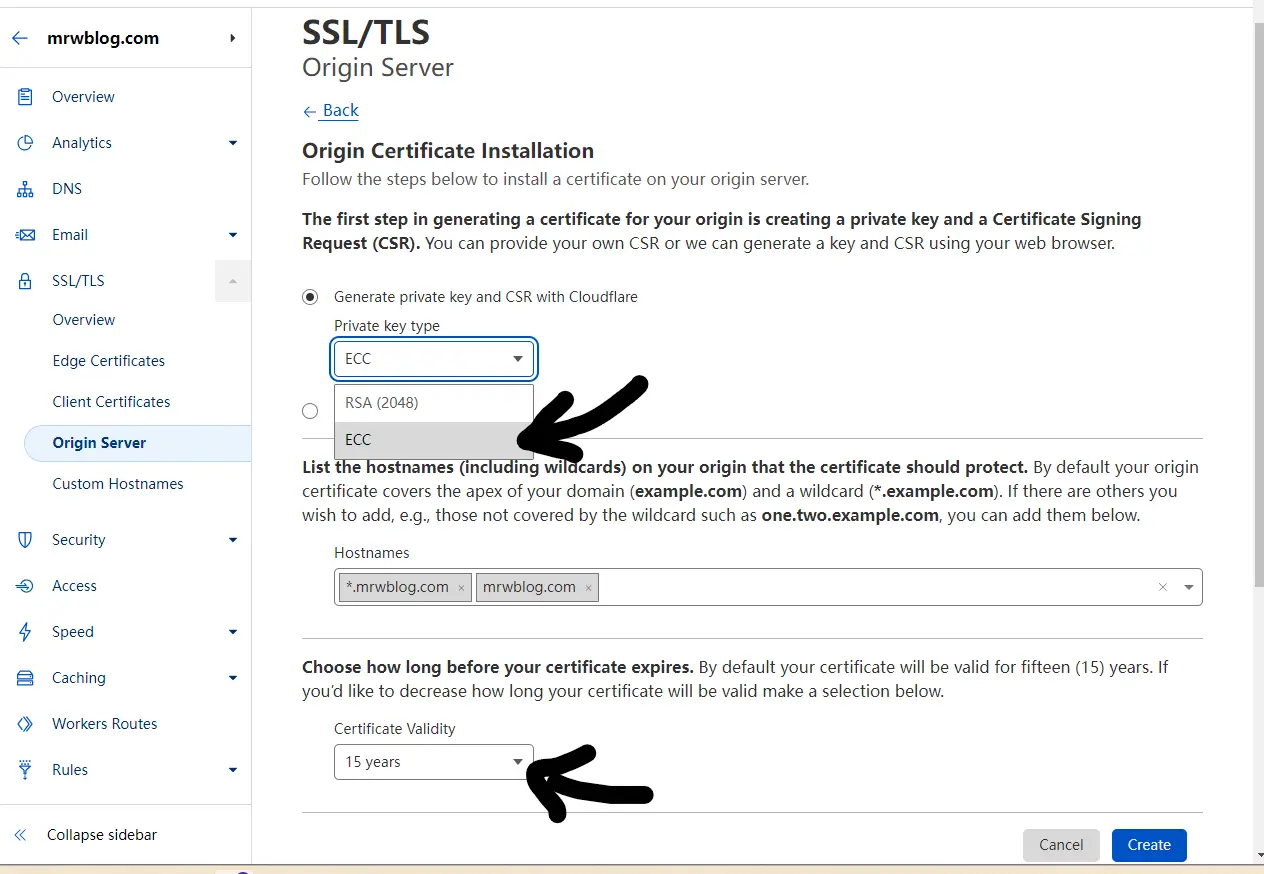 mrwblog.com
Overview
Analytics
DNS
Email
SSL/TLS
Overview
Edge Certificates
Client Certificates
Origin Server
Custom Hostnames
Security
Access
Speed
Caching
Workers Routes
Rules
Collapse sidebar
SSL/TLS
Origin Server
Back
Origin Certificate Installation
Follow the steps below to install a certificate on your origin server.
The first step in generating a certificate for your origin is creating a private key and a Certificate Signing
Request (CSR). You can provide your own CSR or we can generate a key and CSR using your web browser.
Generate private key and CSR with Cloudflare
Private key type
ECC
RSA (2048)
ECC
List the hostnames (including wildcards) on your origin that the certificate should protect. By default your origin
certificate covers the apex of your domain (example.com) and a wildcard (*.example.com). If there are others you
wish to add, e.g., those not covered by the wildcard such as one.two.example.com, you can add them below.
Hostnames
*.mrwblog.com × mrwblog.com ×
Choose how long before your certificate expires. By default your certificate will be valid for fifteen (15) years. If
you'd like to decrease how long your certificate will be valid make a selection below.
Certificate Validity
15 years
Cancel
Create